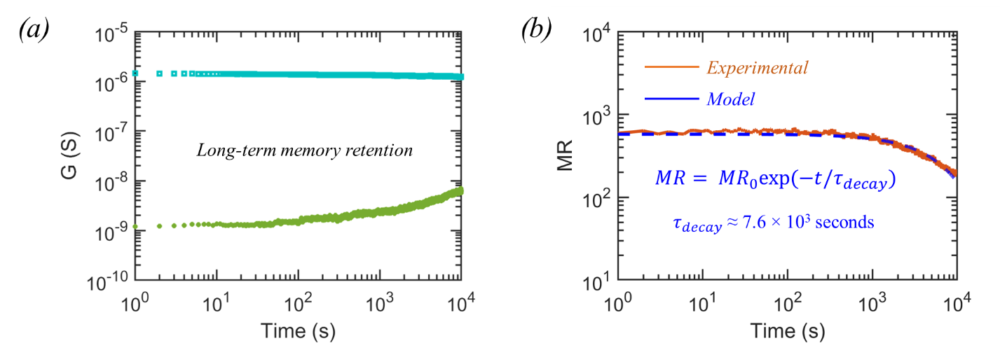 (a)
10⁻⁵
10⁻⁶
10⁻⁷
10⁻⁸
10⁻⁹
10⁻¹⁰
G (S)
Long-term memory retention
10⁰ 10¹ 10² 10³ 10⁴
Time (s)
(b)
10⁴
10³
10²
10¹
MR
Experimental
Model
MR = MR₀exp(−t/τ_decay)
τ_decay ≈ 7.6 × 10³ seconds
10⁰ 10¹ 10² 10³ 10⁴
Time (s)